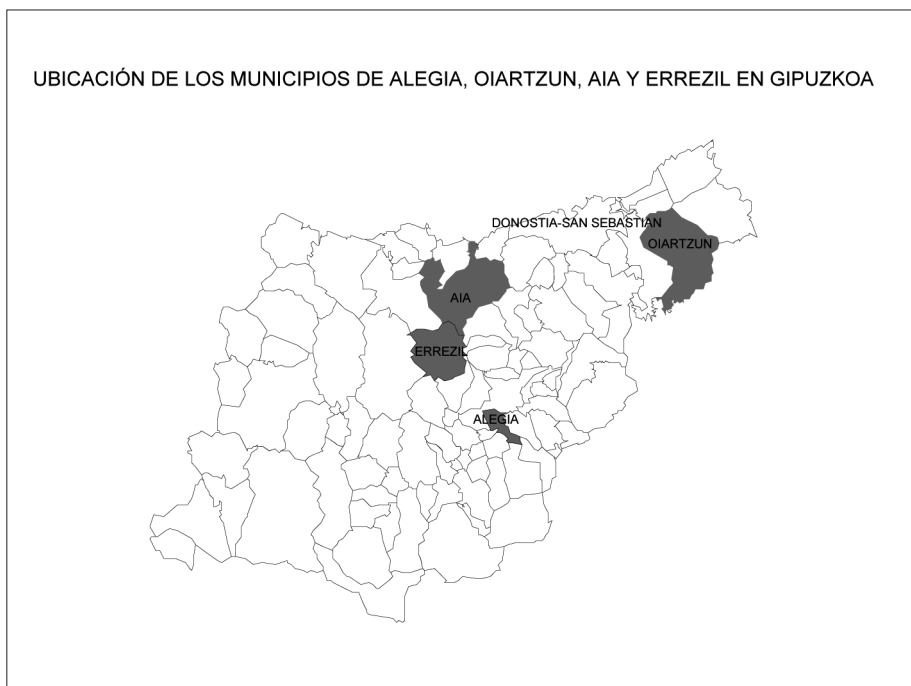 UBICACIÓN DE LOS MUNICIPIOS DE ALEGIA, OIARTZUN, AIA Y ERREZIL EN GIPUZKOA
DONOSTIA-SAN SEBASTIAN
OIARTZUN
AIA
ERREZIL
ALEGIA